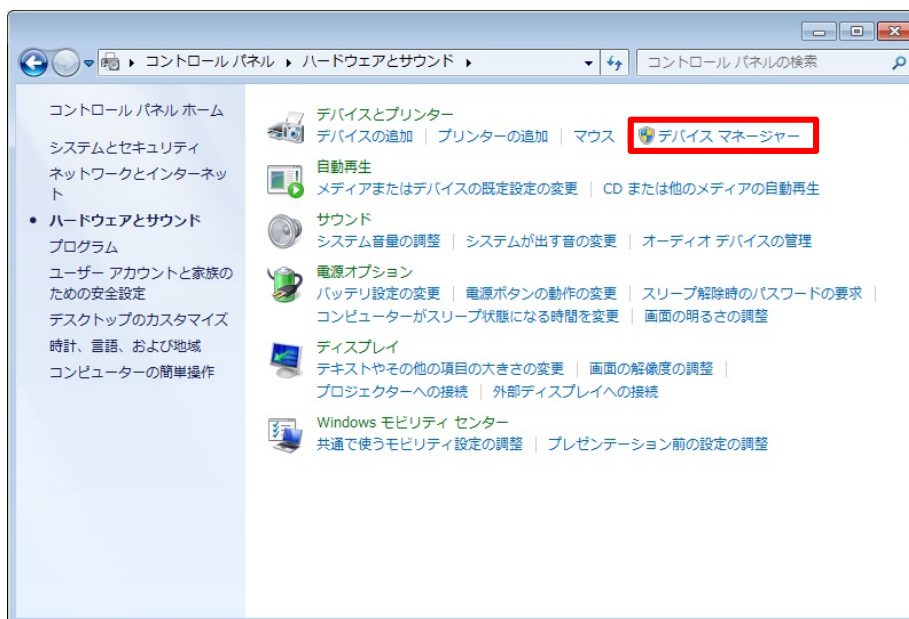 コントロール パネル ハードウェアとサウンド
コントロール パネルの検索
コントロール パネル ホーム
システムとセキュリティ
ネットワークとインターネッ
ト
ハードウェアとサウンド
プログラム
ユーザー アカウントと家族の
ための安全設定
デスクトップのカスタマイズ
時計、言語、および地域
コンピューターの簡単操作
デバイスとプリンター
デバイスの追加 | プリンターの追加 | マウス デバイス マネージャー
自動再生
メディアまたはデバイスの既定設定の変更 | CD または他のメディアの自動再生
サウンド
システム音量の調整 | システムが出す音の変更 | オーディオ デバイスの管理
電源オプション
バッテリ設定の変更 | 電源ボタンの動作の変更 | スリープ解除時のパスワードの要求 |
コンピューターがスリープ状態になる時間を変更 | 画面の明るさの調整
ディスプレイ
テキストやその他の項目の大きさの変更 | 画面の解像度の調整 |
プロジェクターへの接続 | 外部ディスプレイへの接続
Windows モビリティ センター
共通で使うモビリティ設定の調整 | プレゼンテーション前の設定の調整